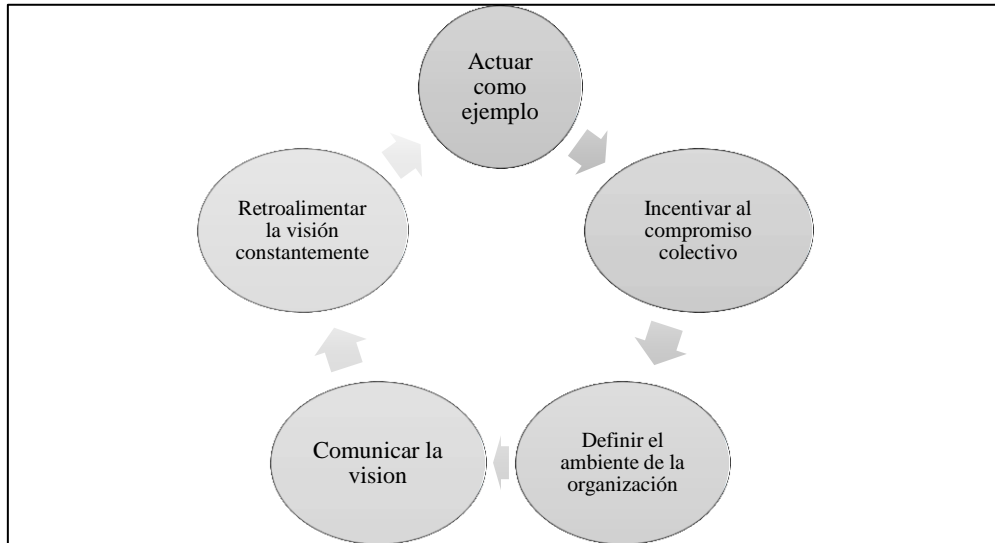 Actuar
como
ejemplo
Incentivar al
compromiso
colectivo
Definir el
ambiente de la
organización
Comunicar la
vision
Retroalimentar
la visión
constantemente